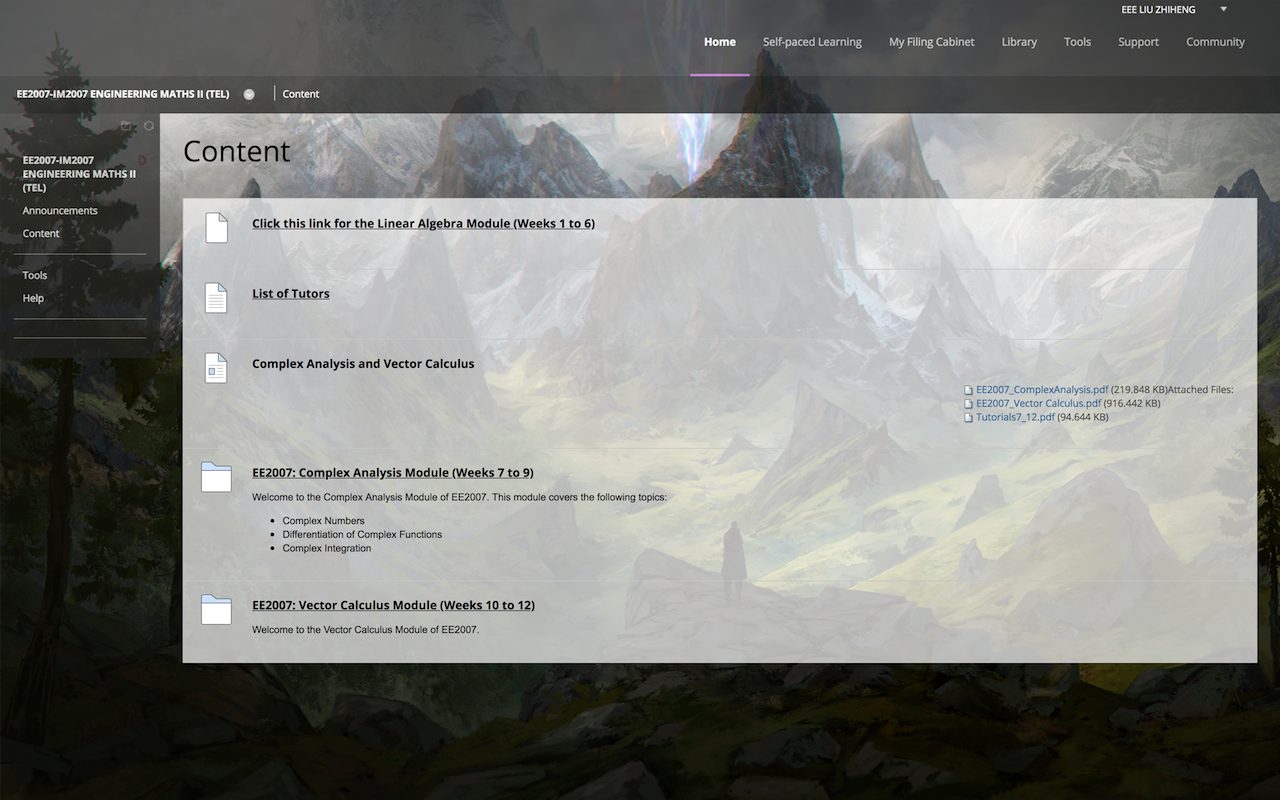 EEE LIU ZHIHENG
Home Self-paced Learning My Filing Cabinet Library Tools Support Community
EE2007-IM2007 ENGINEERING MATHS II (TEL) Content
EE2007-IM2007
ENGINEERING MATHS II
(TEL)
Announcements
Content
Tools
Help
Content
Click this link for the Linear Algebra Module (Weeks 1 to 6)
List of Tutors
Complex Analysis and Vector Calculus
EE2007_ComplexAnalysis.pdf (219.848 KB)Attached Files:
EE2007_Vector Calculus.pdf (916.442 KB)
Tutorials7_12.pdf (94.644 KB)
EE2007: Complex Analysis Module (Weeks 7 to 9)
Welcome to the Complex Analysis Module of EE2007. This module covers the following topics:
Complex Numbers
Differentiation of Complex Functions
Complex Integration
EE2007: Vector Calculus Module (Weeks 10 to 12)
Welcome to the Vector Calculus Module of EE2007.